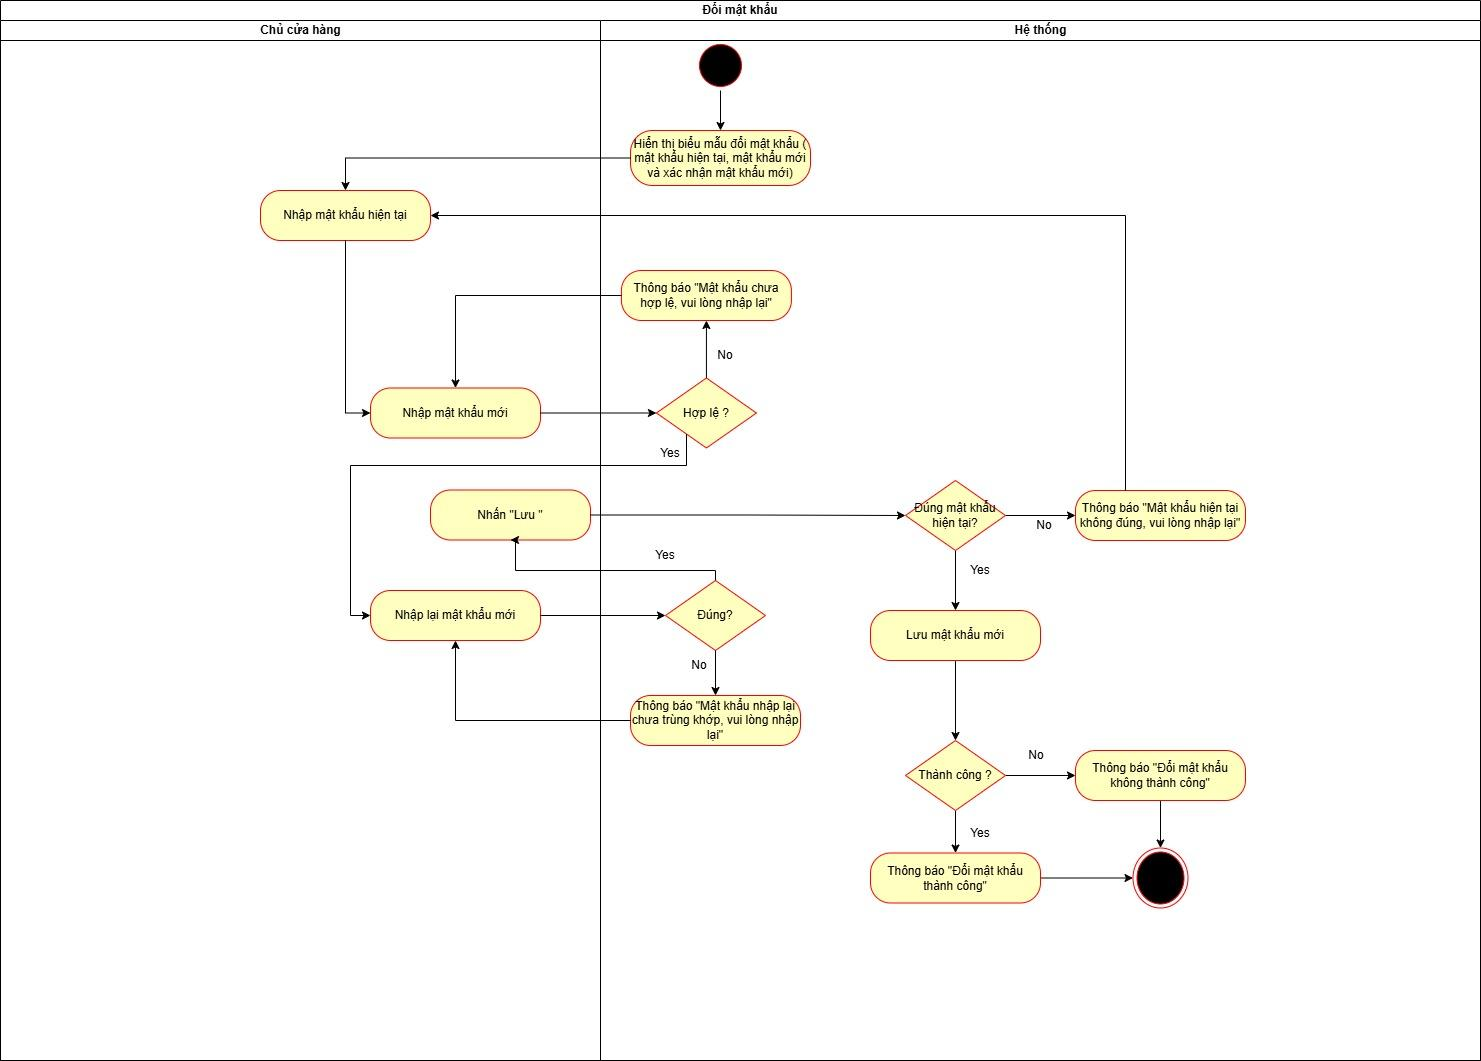 Đổi mật khẩu
Chủ cửa hàng
Hệ thống
Hiển thị biểu mẫu đổi mật khẩu (
mật khẩu hiện tại, mật khẩu mới
và xác nhận mật khẩu mới)
Nhập mật khẩu hiện tại
Thông báo "Mật khẩu chưa
hợp lệ, vui lòng nhập lại"
No
Nhập mật khẩu mới
Hợp lệ ?
Yes
Nhấn "Lưu "
Đúng mật khẩu
hiện tại?
No
Thông báo "Mật khẩu hiện tại
không đúng, vui lòng nhập lại"
Yes
Yes
Nhập lại mật khẩu mới
Đúng?
Lưu mật khẩu mới
No
Thông báo "Mật khẩu nhập lại
chưa trùng khớp, vui lòng nhập
lại"
Thành công ?
No
Thông báo "Đổi mật khẩu
không thành công"
Yes
Thông báo "Đổi mật khẩu
thành công"